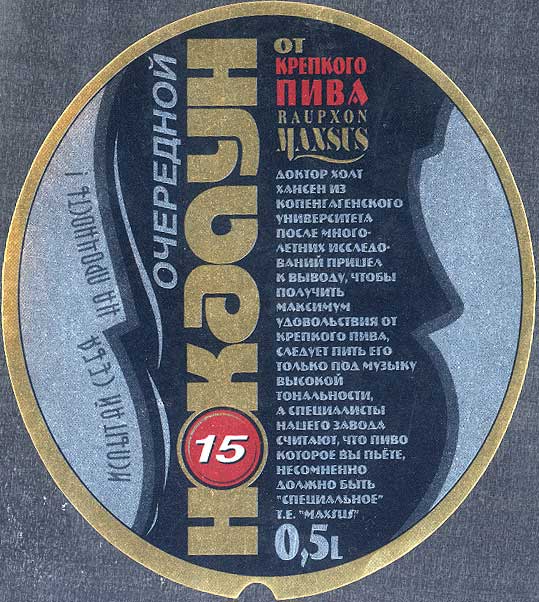 ИСПЫТАЙ СЕБЯ НА ПРОЧНОСТЬ!
ОЧЕРЕДНОЙ
НОКДАУН
15
ОТ
КРЕПКОГО
ПИВА
RAUPXON
MAXSUS
ДОКТОР ХОЛТ
ХАНСЕН ИЗ
КОПЕНГАГЕНСКОГО
УНИВЕРСИТЕТА
ПОСЛЕ МНОГО-
ЛЕТНИХ ИССЛЕДО-
ВАНИЙ ПРИШЕЛ
К ВЫВОДУ, ЧТОБЫ
ПОЛУЧИТЬ
МАКСИМУМ
УДОВОЛЬСТВИЯ ОТ
КРЕПКОГО ПИВА,
СЛЕДУЕТ ПИТЬ ЕГО
ТОЛЬКО ПОД МУЗЫКУ
ВЫСОКОЙ
ТОНАЛЬНОСТИ,
А СПЕЦИАЛИСТЫ
НАШЕГО ЗАВОДА
СЧИТАЮТ, ЧТО ПИВО
КОТОРОЕ ВЫ ПЬЁТЕ,
НЕСОМНЕННО
ДОЛЖНО БЫТЬ
"СПЕЦИАЛЬНОЕ"
Т.Е. "MAXSUS"
0,5L